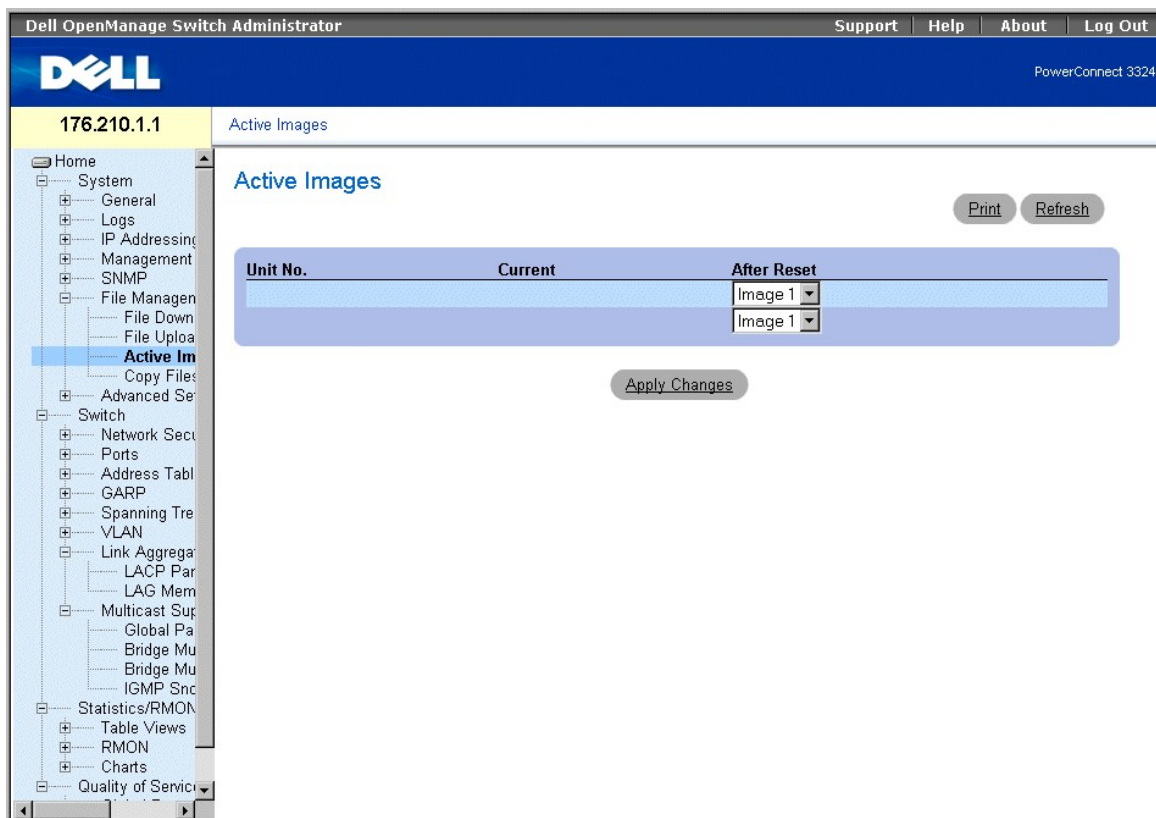 Dell OpenManage Switch Administrator
Support Help About Log Out
DELL
PowerConnect 3324
176.210.1.1
Active Images
Home
System
General
Logs
IP Addressing
Management
SNMP
File Managen
File Down
File Uploa
Active Im
Copy Files
Advanced Se
Switch
Network Secu
Ports
Address Tabl
GARP
Spanning Tre
VLAN
Link Aggrega
LACP Par
LAG Mem
Multicast Sup
Global Pa
Bridge Mu
Bridge Mu
IGMP Sno
Statistics/RMON
Table Views
RMON
Charts
Quality of Servic
Active Images
Print Refresh
Unit No. Current After Reset
Image 1
Image 1
Apply Changes